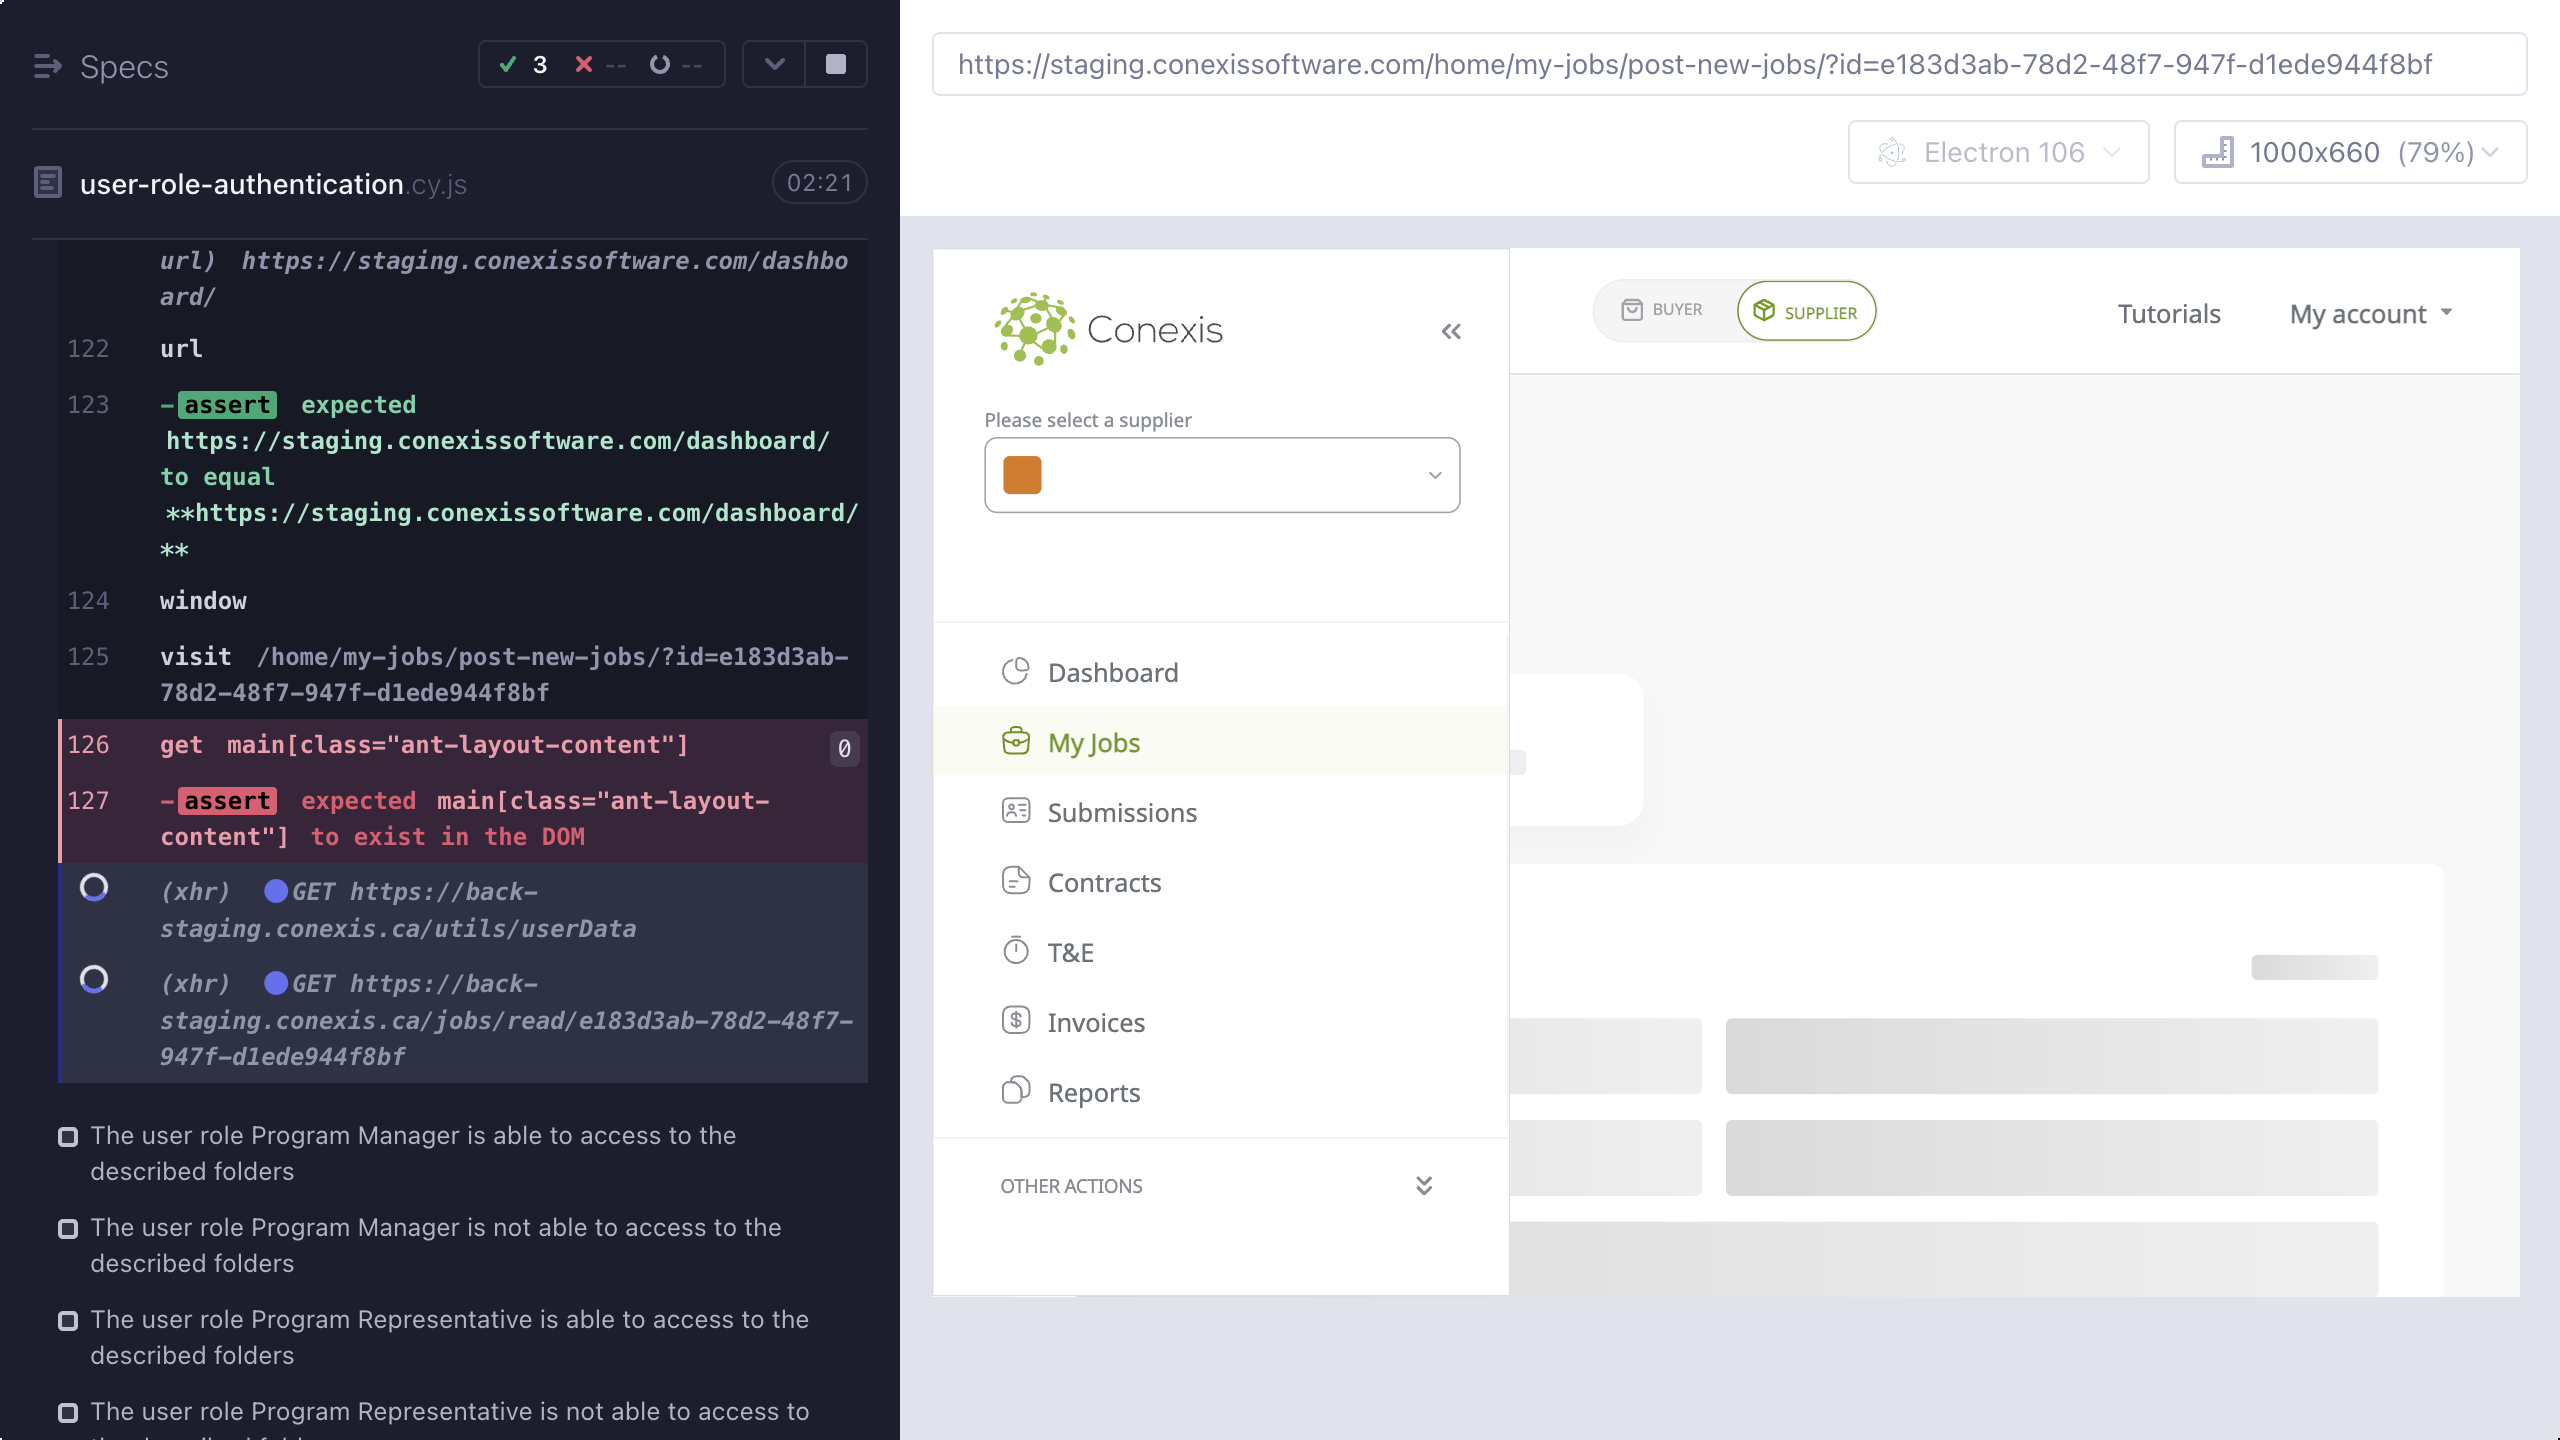 Specs
3
--
--
user-role-authentication.cy.js
02:21
url) https://staging.conexissoftware.com/dashbo
ard/
122 url
123 -assert expected
https://staging.conexissoftware.com/dashboard/
to equal
**https://staging.conexissoftware.com/dashboard/
**
124 window
125 visit /home/my-jobs/post-new-jobs/?id=e183d3ab-
78d2-48f7-947f-d1ede944f8bf
126 get main[class="ant-layout-content"] 0
127 -assert expected main[class="ant-layout-
content"] to exist in the DOM
(xhr) GET https://back-
staging.conexis.ca/utils/userData
(xhr) GET https://back-
staging.conexis.ca/jobs/read/e183d3ab-78d2-48f7-
947f-d1ede944f8bf
The user role Program Manager is able to access to the
described folders
The user role Program Manager is not able to access to the
described folders
The user role Program Representative is able to access to the
described folders
The user role Program Representative is not able to access to
https://staging.conexissoftware.com/home/my-jobs/post-new-jobs/?id=e183d3ab-78d2-48f7-947f-d1ede944f8bf
Electron 106
1000x660 (79%)
Conexis
BUYER
SUPPLIER
Tutorials
My account
Please select a supplier
Dashboard
My Jobs
Submissions
Contracts
T&E
Invoices
Reports
OTHER ACTIONS